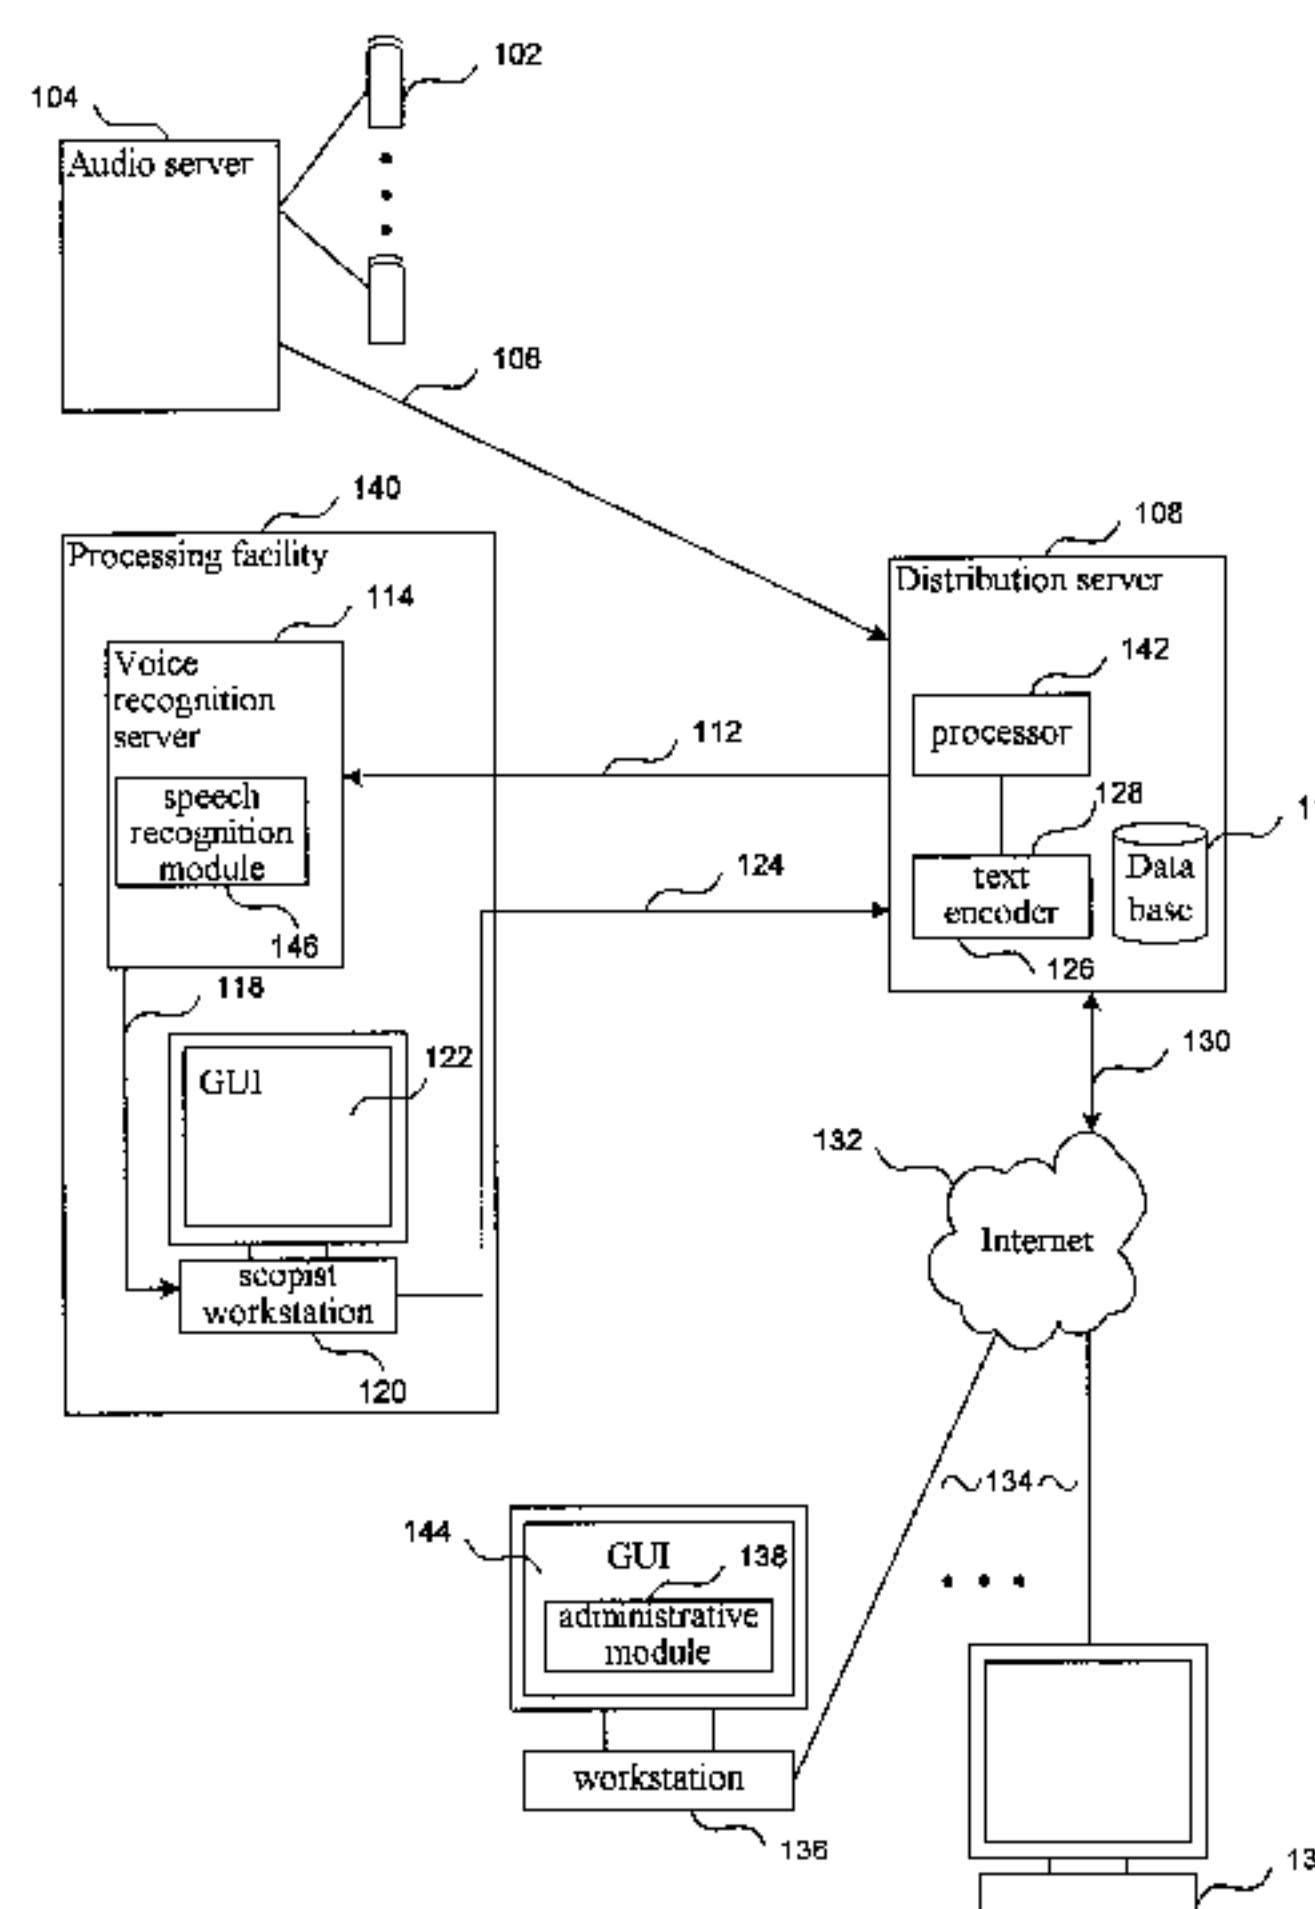 102
104
Audio server
106
140
Processing facility
108
Distribution server
114
Voice
recognition
server
142
processor
112
speech
recognition
module
128
124
text
encoder
Data
base
146
126
118
122
GUI
130
132
Internet
scopist
workstation
120
134
144
GUI
138
administrative
module
workstation
136